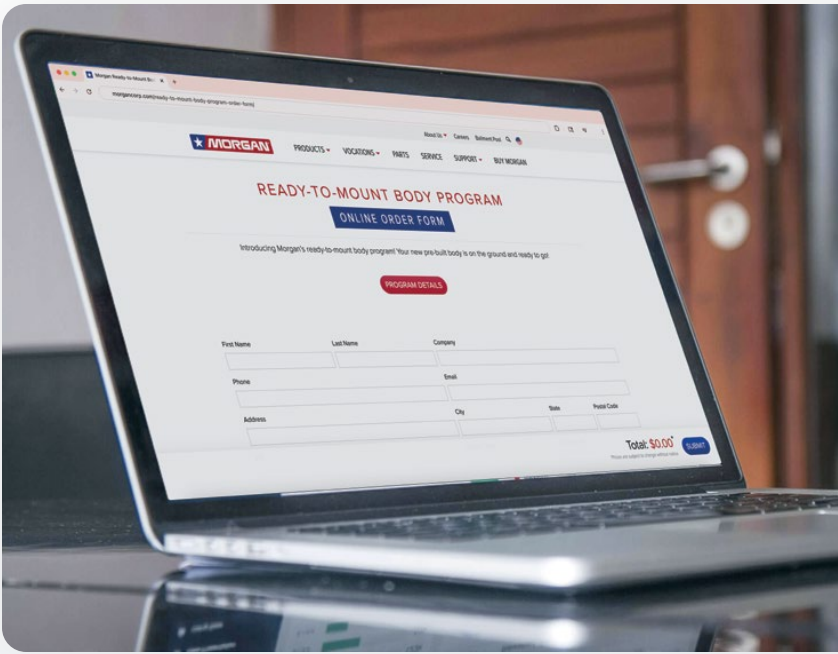 Morgan Ready-to-Mount Bo
morgancorp.com/ready-to-mount-body-program-order-form/
About Us Careers Belmont Post
MORGAN PRODUCTS VOCATIONS PARTS SERVICE SUPPORT BUY MORGAN
READY-TO-MOUNT BODY PROGRAM
ONLINE ORDER FORM
Introducing Morgan's ready-to-mount body program! Your new pre-built body is on the ground and ready to go!
PROGRAM DETAILS
First Name Last Name Company
Phone Email
Address City State Postal Code
Total: $0.00*
SUBMIT